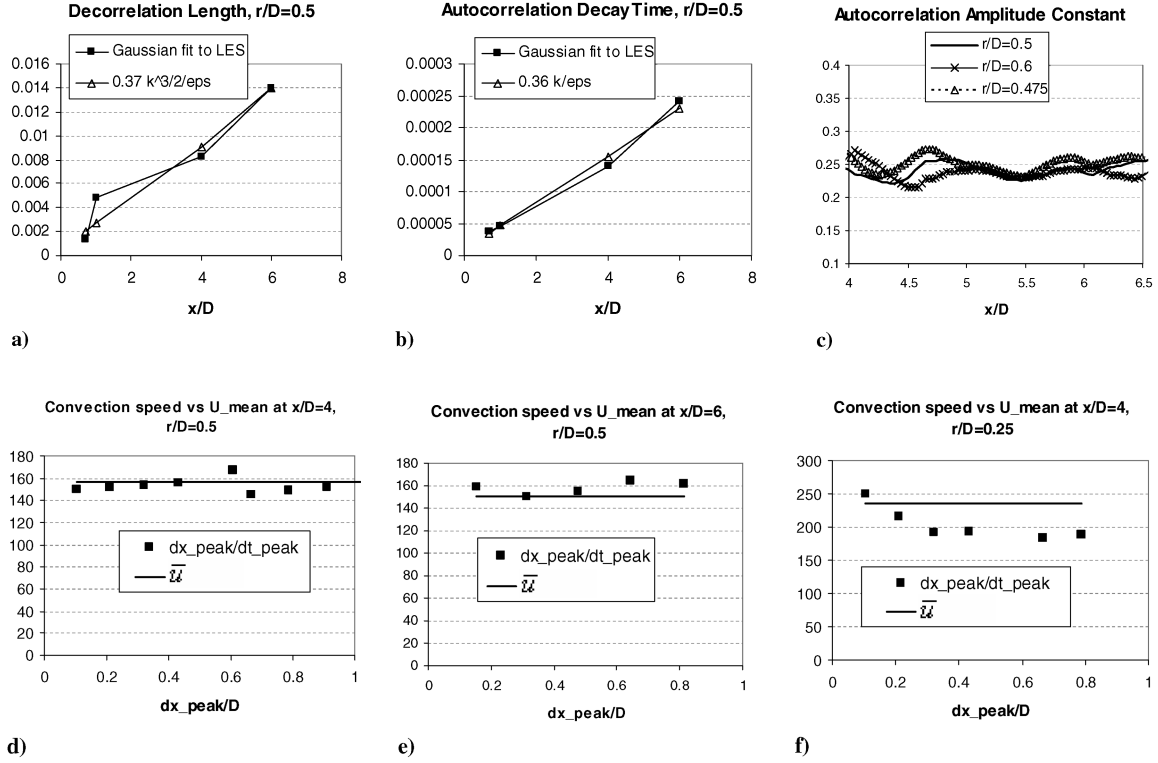 Decorrelation Length, r/D=0.5
Gaussian fit to LES
0.37 k^3/2/eps
0.016
0.014
0.012
0.01
0.008
0.006
0.004
0.002
0
0 2 4 6 8
x/D
a)
Autocorrelation Decay Time, r/D=0.5
Gaussian fit to LES
0.36 k/eps
0.0003
0.00025
0.0002
0.00015
0.0001
0.00005
0
0 2 4 6 8
x/D
b)
Autocorrelation Amplitude Constant
r/D=0.5
r/D=0.6
r/D=0.475
0.4
0.35
0.3
0.25
0.2
0.15
0.1
4 4.5 5 5.5 6 6.5
x/D
c)
Convection speed vs U_mean at x/D=4,
r/D=0.5
180
160
140
120
100
80
60
40
20
0
dx_peak/dt_peak
u̅
0 0.2 0.4 0.6 0.8 1
dx_peak/D
d)
Convection speed vs U_mean at x/D=6,
r/D=0.5
180
160
140
120
100
80
60
40
20
0
dx_peak/dt_peak
u̅
0 0.2 0.4 0.6 0.8 1
dx_peak/D
e)
Convection speed vs U_mean at x/D=4,
r/D=0.25
300
250
200
150
100
50
0
dx_peak/dt_peak
u̅
0 0.2 0.4 0.6 0.8 1
dx_peak/D
f)